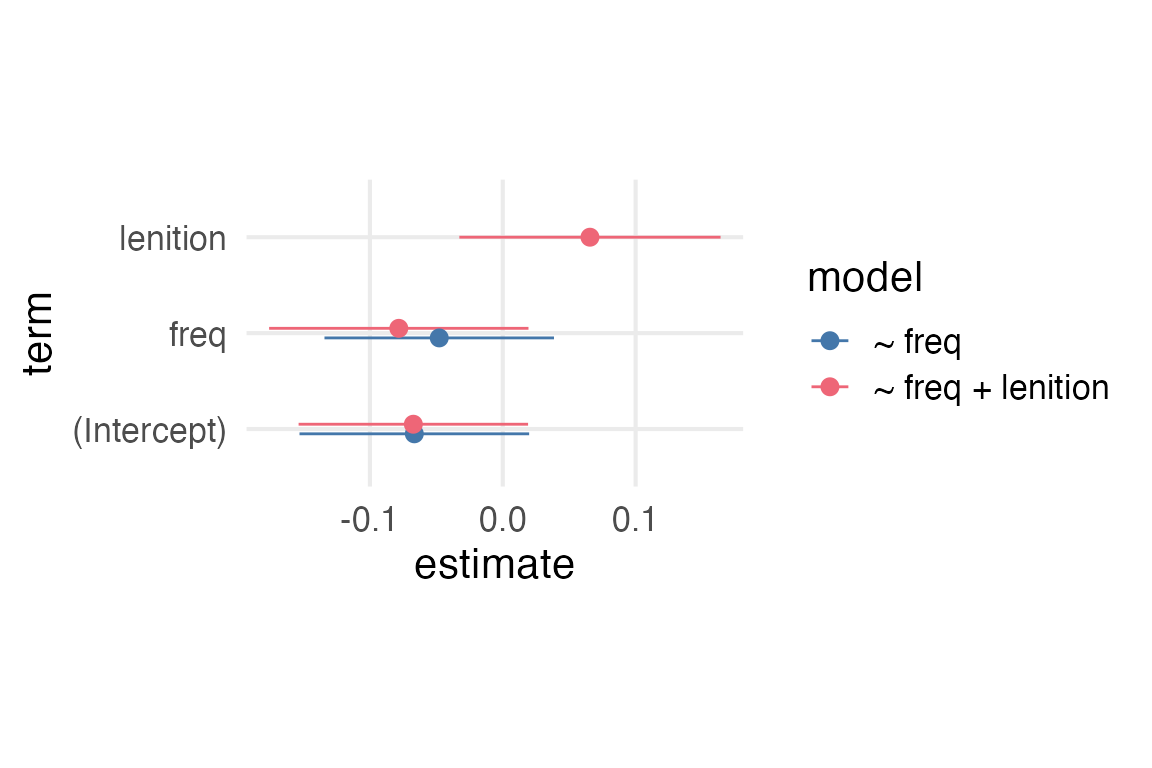 lenition
freq
(Intercept)
term
-0.1 0.0 0.1
estimate
model
~ freq
~ freq + lenition